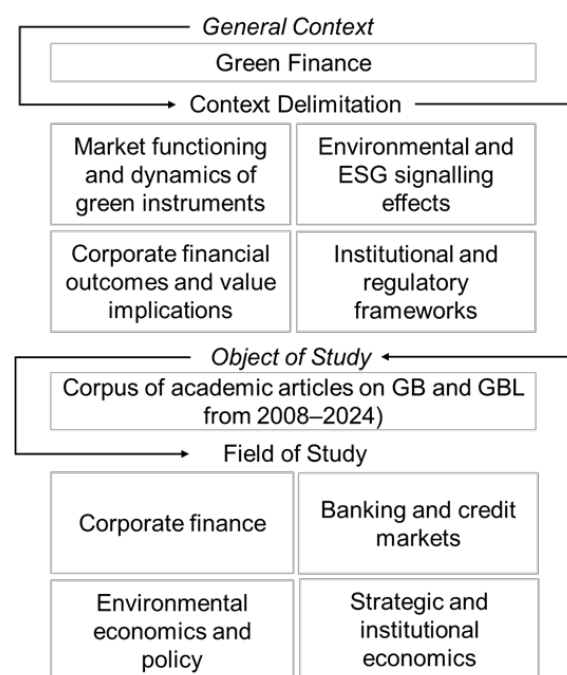 General Context
Green Finance
Context Delimitation
Market functioning
and dynamics of
green instruments
Environmental and
ESG signalling
effects
Corporate financial
outcomes and value
implications
Institutional and
regulatory
frameworks
Object of Study
Corpus of academic articles on GB and GBL
from 2008–2024)
Field of Study
Corporate finance
Banking and credit
markets
Environmental
economics and
policy
Strategic and
institutional
economics